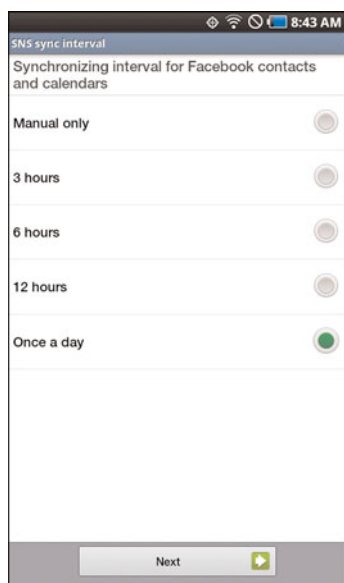 8:43 AM
SNS sync interval
Synchronizing interval for Facebook contacts
and calendars
Manual only
3 hours
6 hours
12 hours
Once a day
Next